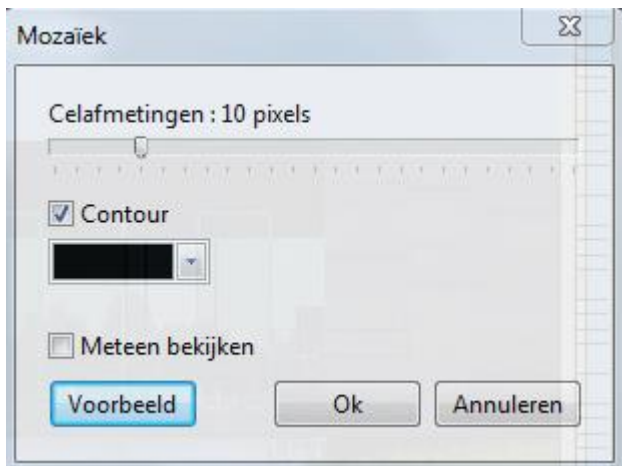 Mozaïek
Celafmetingen : 10 pixels
Contour
Meteen bekijken
Voorbeeld Ok Annuleren